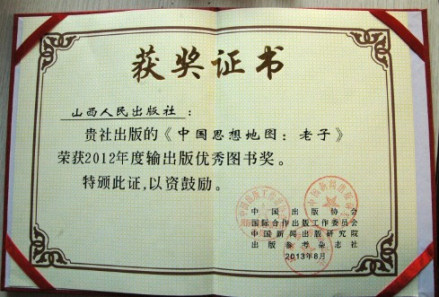 获奖证书
山西人民出版社：
贵社出版的《中国思想地图：老子》
荣获2012年度输出版优秀图书奖。
特颁此证，以资鼓励。
中国出版协会
国际合作出版工作委员会
中国新闻出版研究院
出版参考杂志社
2013年8月